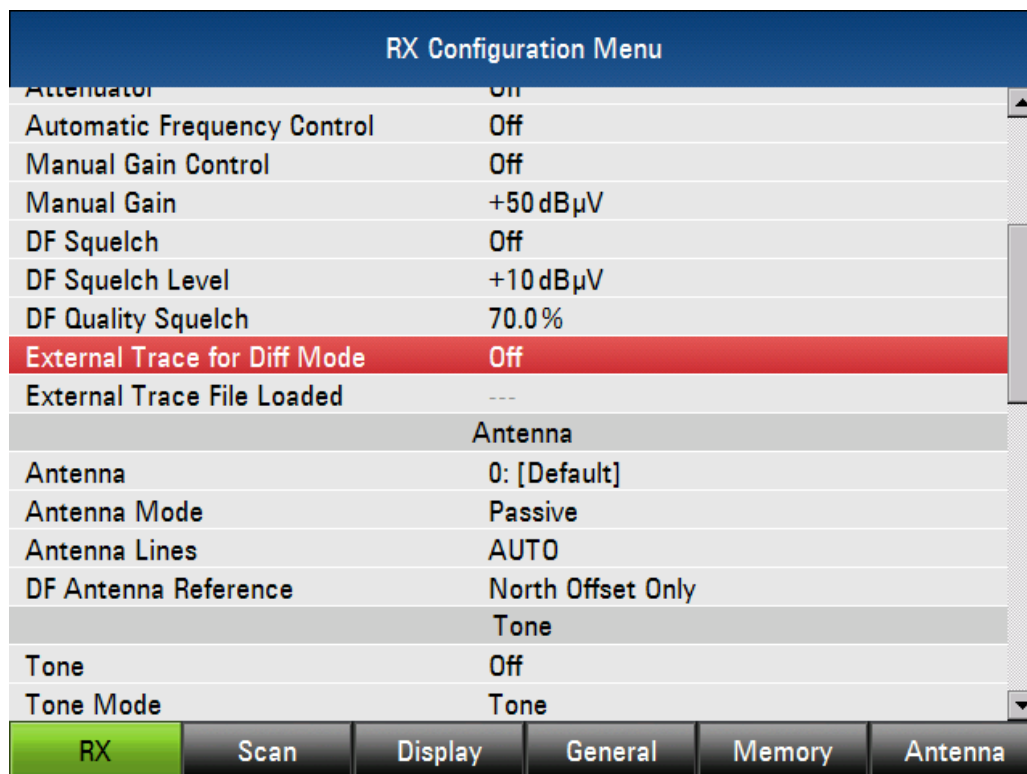 RX Configuration Menu
Attenuator Off
Automatic Frequency Control Off
Manual Gain Control Off
Manual Gain +50 dBµV
DF Squelch Off
DF Squelch Level +10 dBµV
DF Quality Squelch 70.0%
External Trace for Diff Mode Off
External Trace File Loaded ---
Antenna
Antenna 0: [Default]
Antenna Mode Passive
Antenna Lines AUTO
DF Antenna Reference North Offset Only
Tone
Tone Off
Tone Mode Tone
RX Scan Display General Memory Antenna